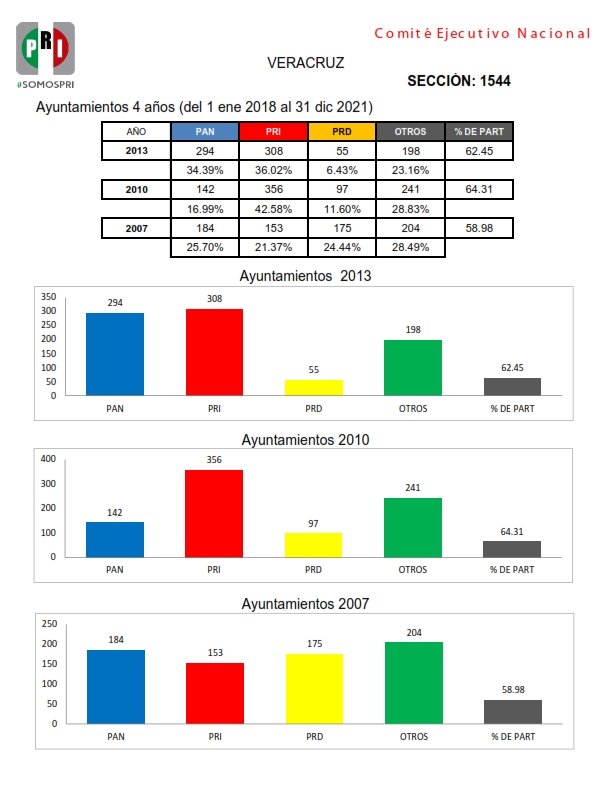 Comité Ejecutivo Nacional
PRI
#SOMOSPRI
VERACRUZ
SECCIÓN: 1544
Ayuntamientos 4 años (del 1 ene 2018 al 31 dic 2021)
AÑO PAN PRI PRD OTROS % DE PART
2013 294 308 55 198 62.45
34.39% 36.02% 6.43% 23.16%
2010 142 356 97 241 64.31
16.99% 42.58% 11.60% 28.83%
2007 184 153 175 204 58.98
25.70% 21.37% 24.44% 28.49%
Ayuntamientos 2013
350
300
250
200
150
100
50
0
294 308 55 198 62.45
PAN PRI PRD OTROS % DE PART
Ayuntamientos 2010
400
300
200
100
0
142 356 97 241 64.31
PAN PRI PRD OTROS % DE PART
Ayuntamientos 2007
250
200
150
100
50
0
184 153 175 204 58.98
PAN PRI PRD OTROS % DE PART